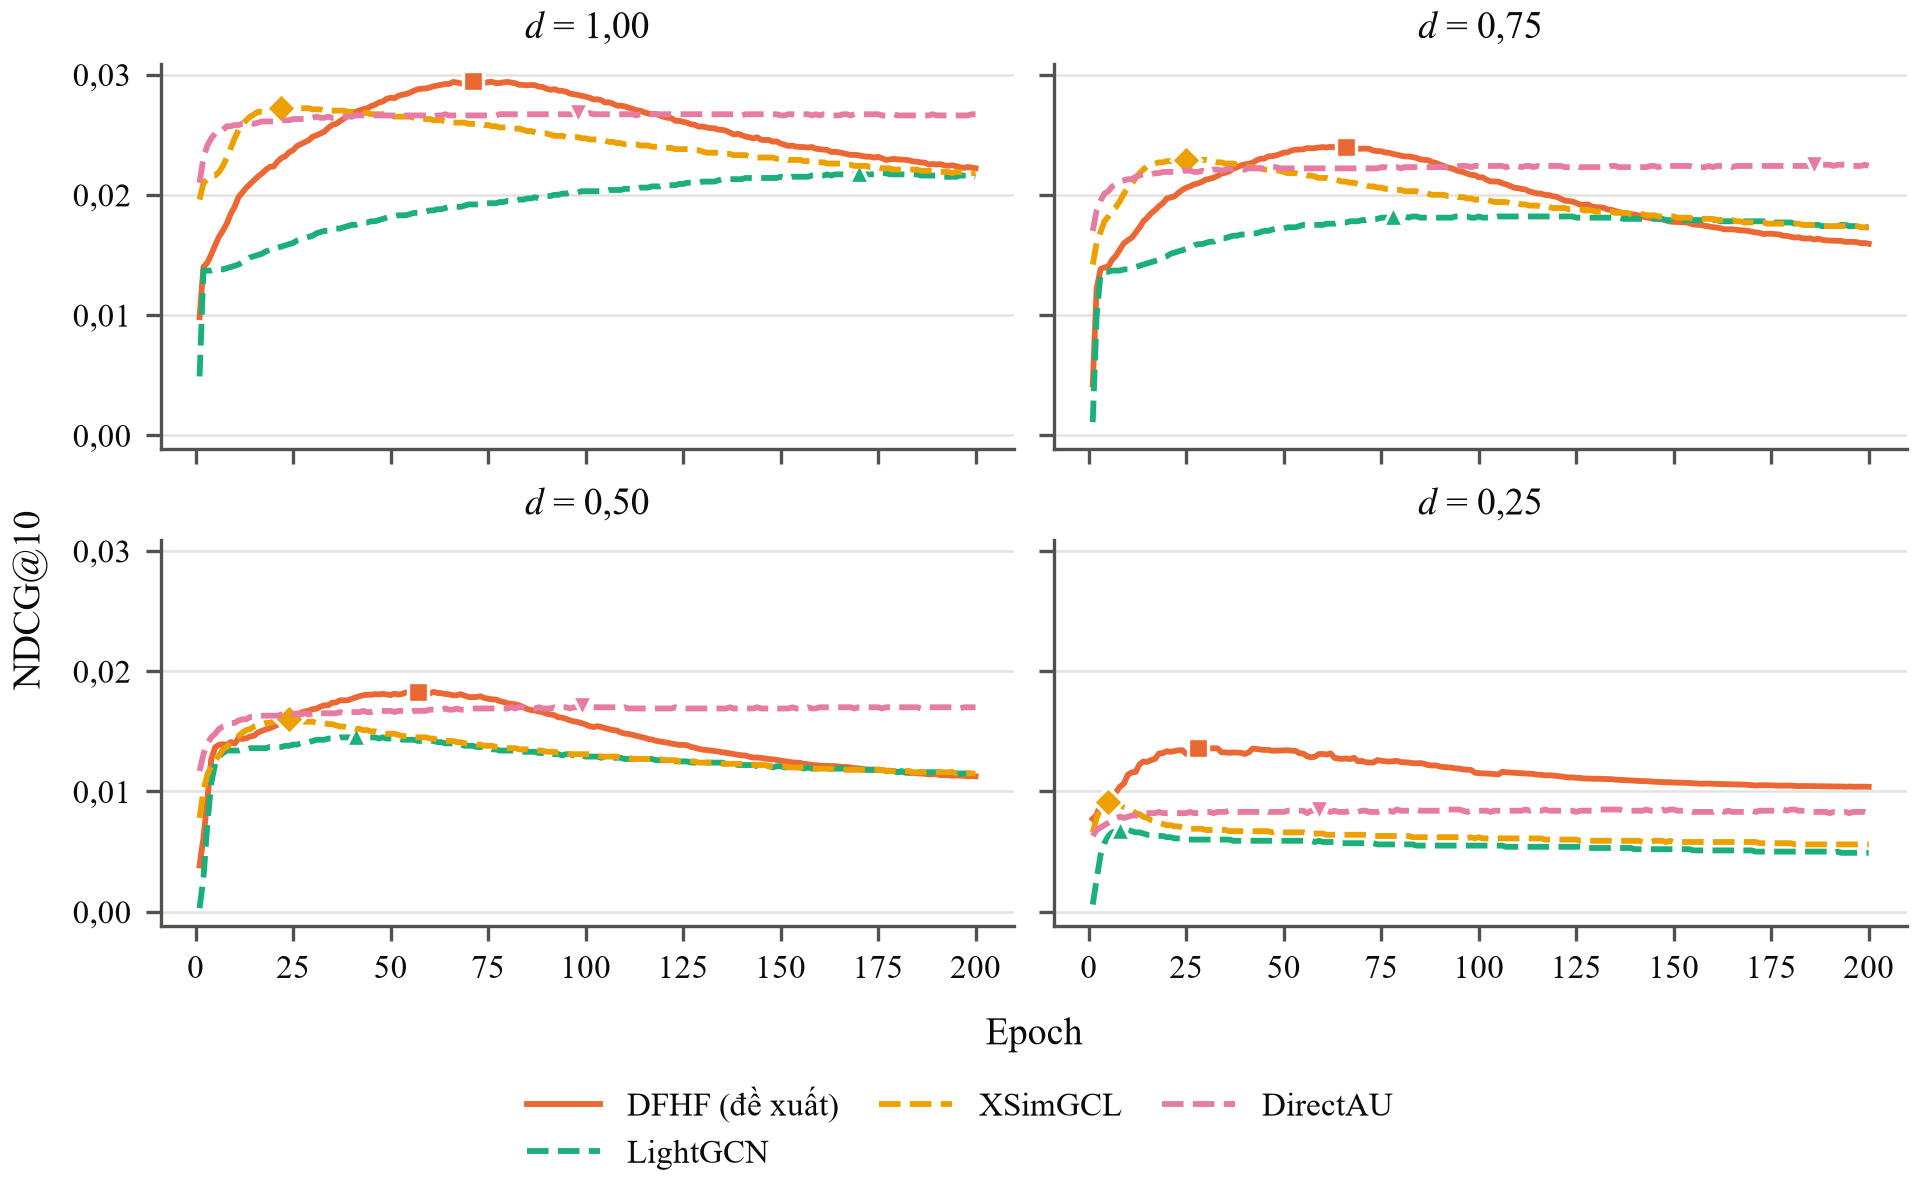 d = 1,00
d = 0,75
0,03
0,02
0,01
0,00
d = 0,50
d = 0,25
NDCG@10
0,03
0,02
0,01
0,00
0 25 50 75 100 125 150 175 200
0 25 50 75 100 125 150 175 200
Epoch
DFHF (đề xuất) XSimGCL DirectAU
LightGCN